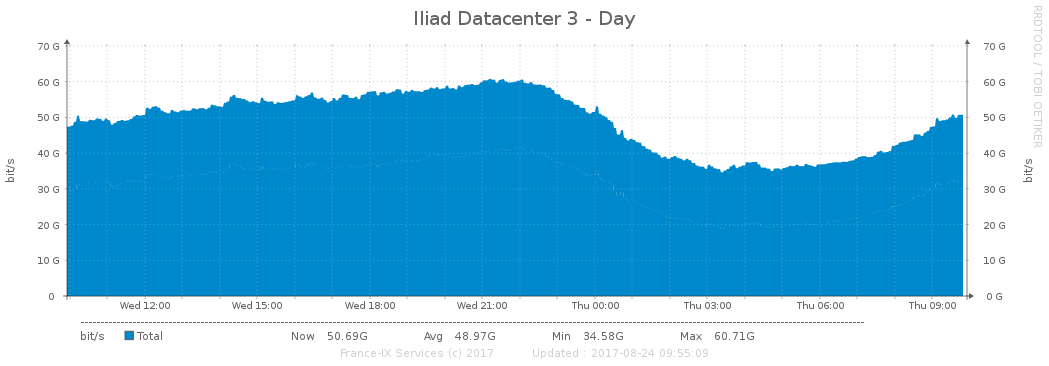 Iliad Datacenter 3 - Day
RRDTOOL / TOBI OETIKER
70 G 70 G
60 G 60 G
50 G 50 G
40 G 40 G
30 G 30 G
20 G 20 G
10 G 10 G
0 0 G
bit/s bit/s
Wed 12:00 Wed 15:00 Wed 18:00 Wed 21:00 Thu 00:00 Thu 03:00 Thu 06:00 Thu 09:00
bit/s Total Now 50.69G Avg 48.97G Min 34.58G Max 60.71G
France-IX Services (c) 2017 Updated : 2017-08-24 09:55:09